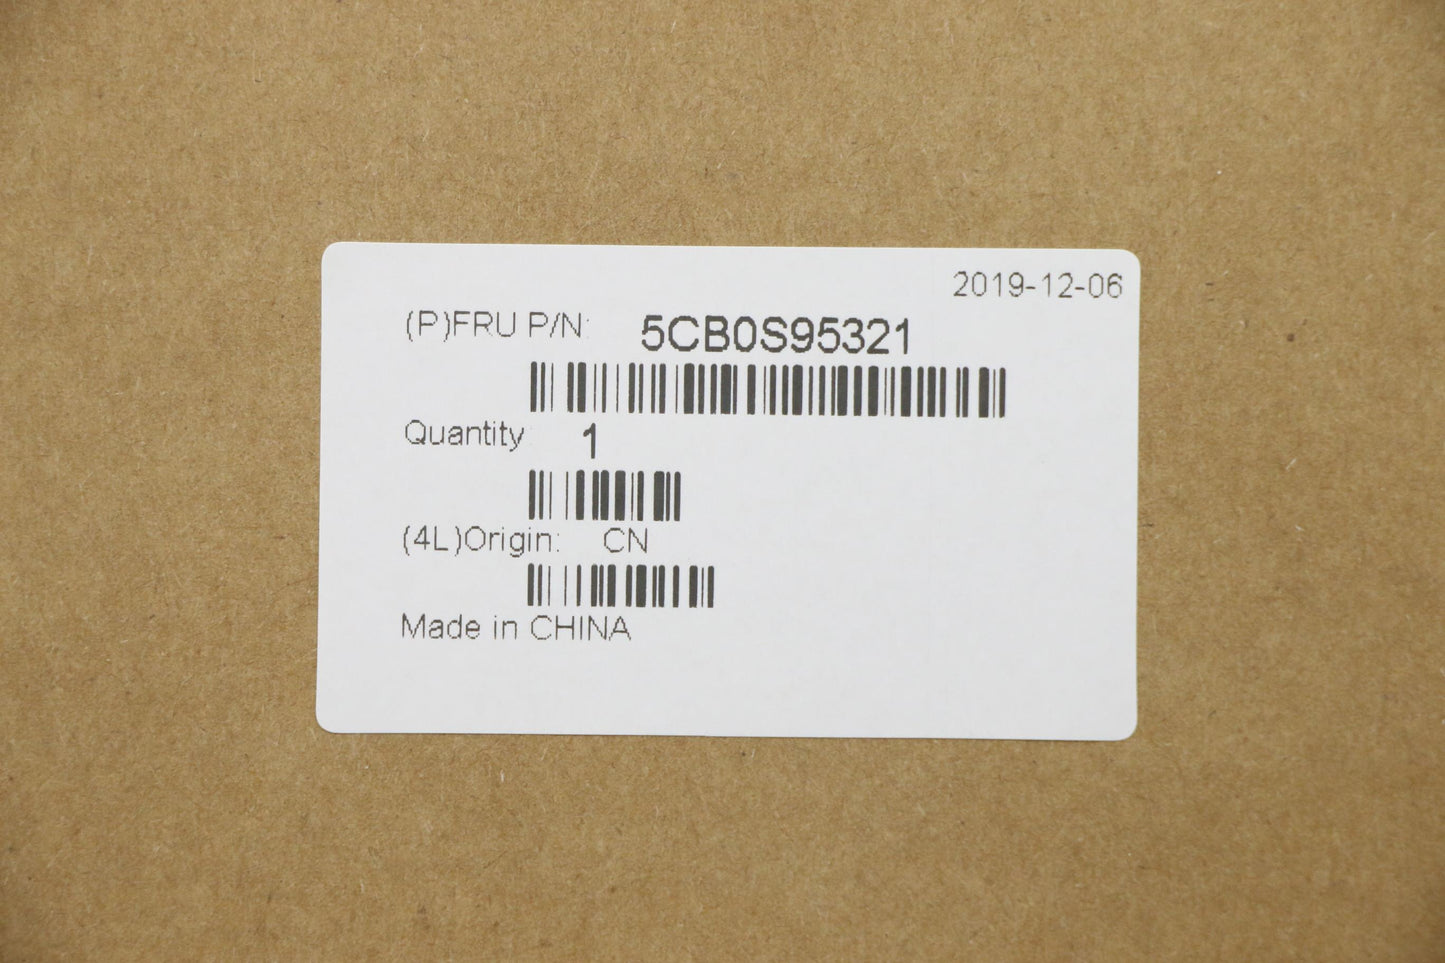 2019-12-06
(P)FRU P/N: 5CB0S95321
Quantity 1
(4L)Origin: CN
Made in CHINA